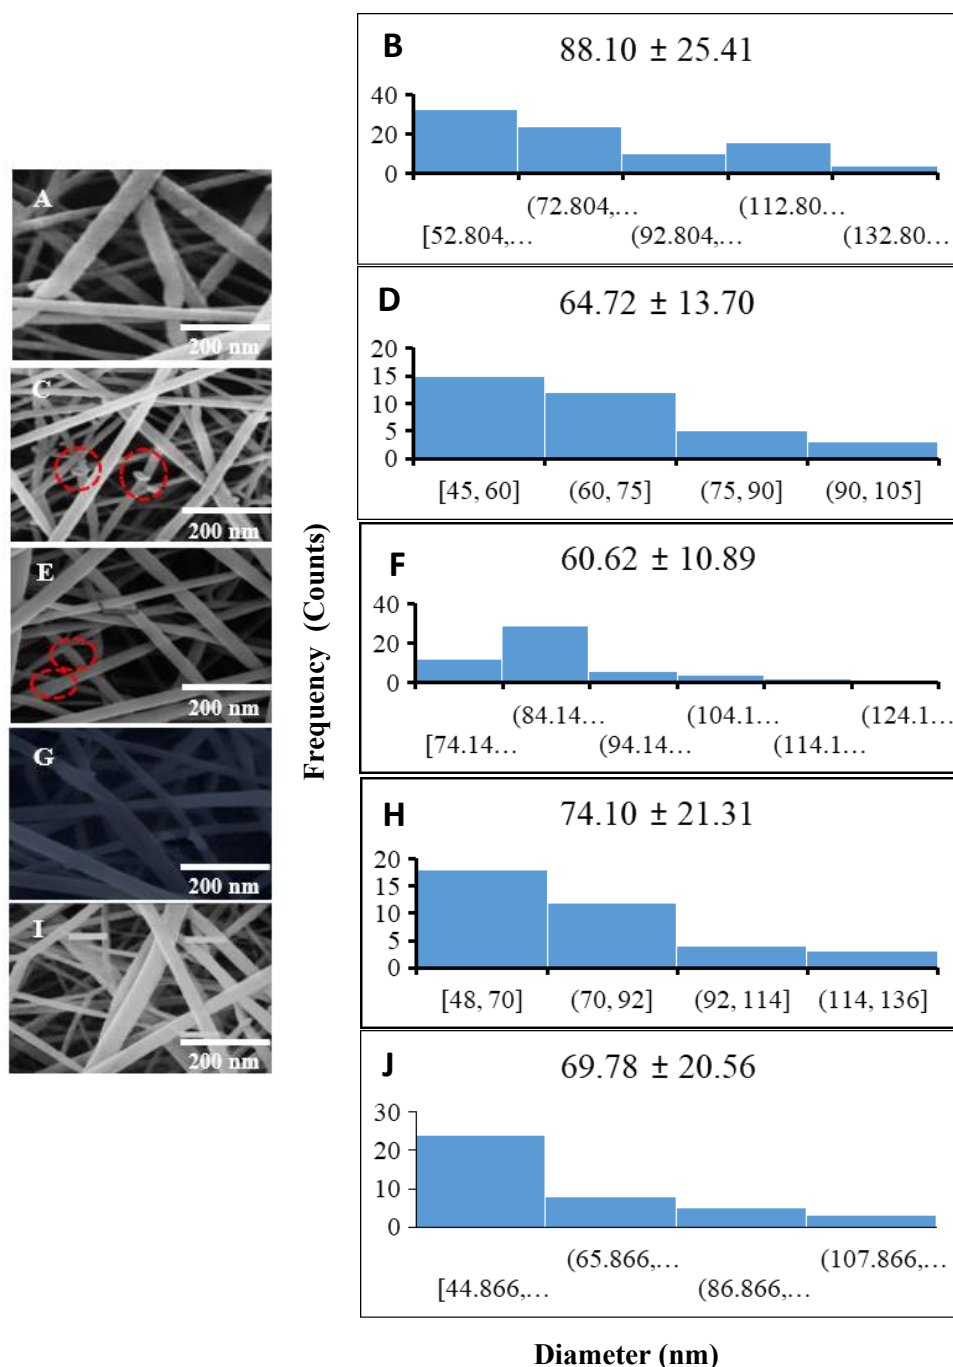 A
200 nm
C
200 nm
E
200 nm
G
200 nm
I
200 nm
Frequency (Counts)
B
88.10 ± 25.41
40
20
0
(72.804,… (112.80…
[52.804,… (92.804,… (132.80…
D
64.72 ± 13.70
20
15
10
5
0
[45, 60] (60, 75] (75, 90] (90, 105]
F
60.62 ± 10.89
40
20
0
(84.14… (104.1… (124.1…
[74.14… (94.14… (114.1…
H
74.10 ± 21.31
20
15
10
5
0
[48, 70] (70, 92] (92, 114] (114, 136]
J
69.78 ± 20.56
30
20
10
0
(65.866,… (107.866,…
[44.866,… (86.866,…
Diameter (nm)